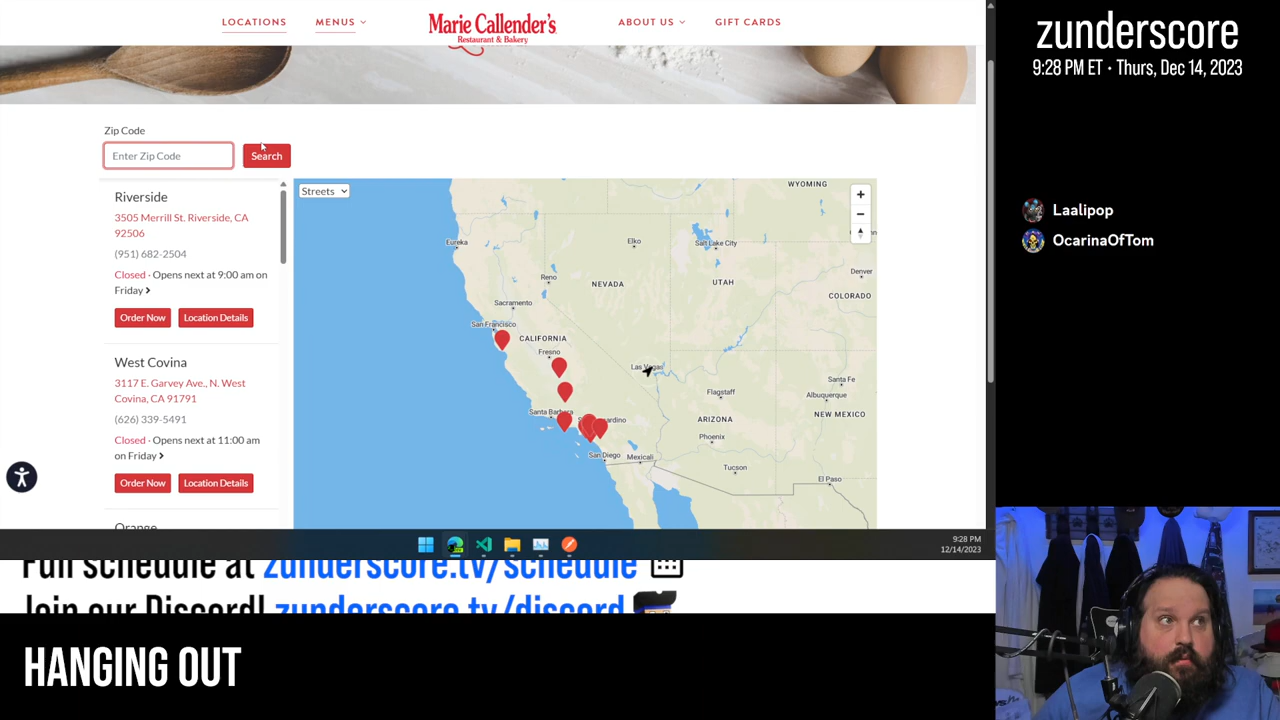 LOCATIONS
MENUS
Marie Callender's
Restaurant & Bakery
ABOUT US
GIFT CARDS
Zip Code
Enter Zip Code
Search
Riverside
3505 Merrill St. Riverside, CA
92506
(951) 682-2504
Closed · Opens next at 9:00 am on
Friday
Order Now
Location Details
West Covina
3117 E. Garvey Ave., N. West
Covina, CA 91791
(626) 339-5491
Closed · Opens next at 11:00 am
on Friday
Order Now
Location Details
Orange
Streets
WYOMING
Eureka
Elko
Salt Lake City
Reno
NEVADA
UTAH
Denver
COLORADO
Sacramento
San Francisco
CALIFORNIA
Fresno
Las Vegas
Flagstaff
Santa Fe
Albuquerque
Santa Barbara
ARIZONA
NEW MEXICO
Phoenix
San Diego
Mexicali
Tucson
El Paso
9:28 PM
12/14/2023
Full schedule at zunderscore.tv/schedule
Join our Discord! zunderscore.tv/discord
HANGING OUT
zunderscore
9:28 PM ET · Thurs, Dec 14, 2023
Laalipop
OcarinaOfTom